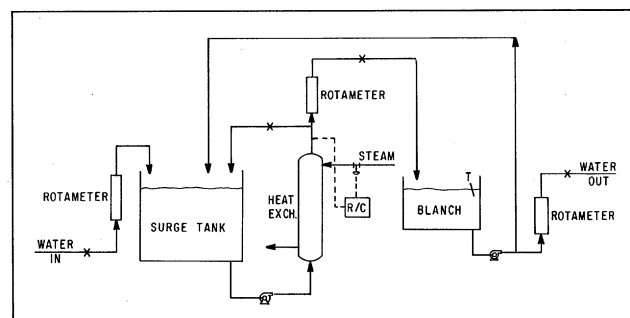 ROTAMETER
STEAM
T
WATER
OUT
ROTAMETER
HEAT
EXCH.
R/C
BLANCH
ROTAMETER
SURGE TANK
WATER
IN